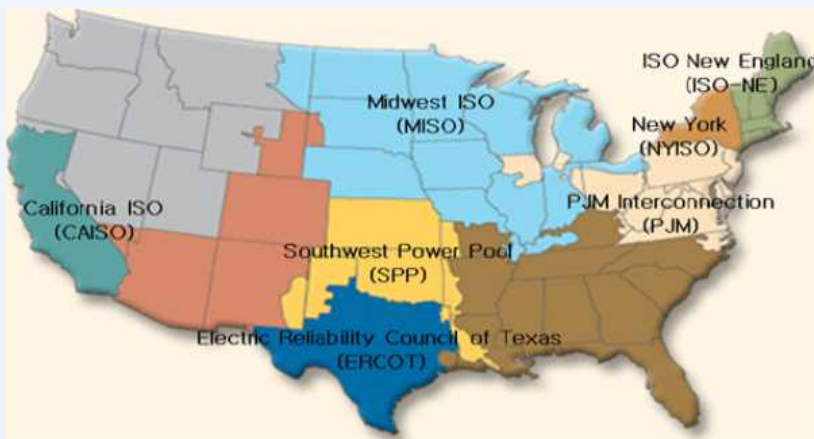 ISO New England
(ISO-NE)
Midwest ISO
(MISO)
New York
(NYISO)
California ISO
(CAISO)
PJM Interconnection
(PJM)
Southwest Power Pool
(SPP)
Electric Reliability Council of Texas
(ERCOT)